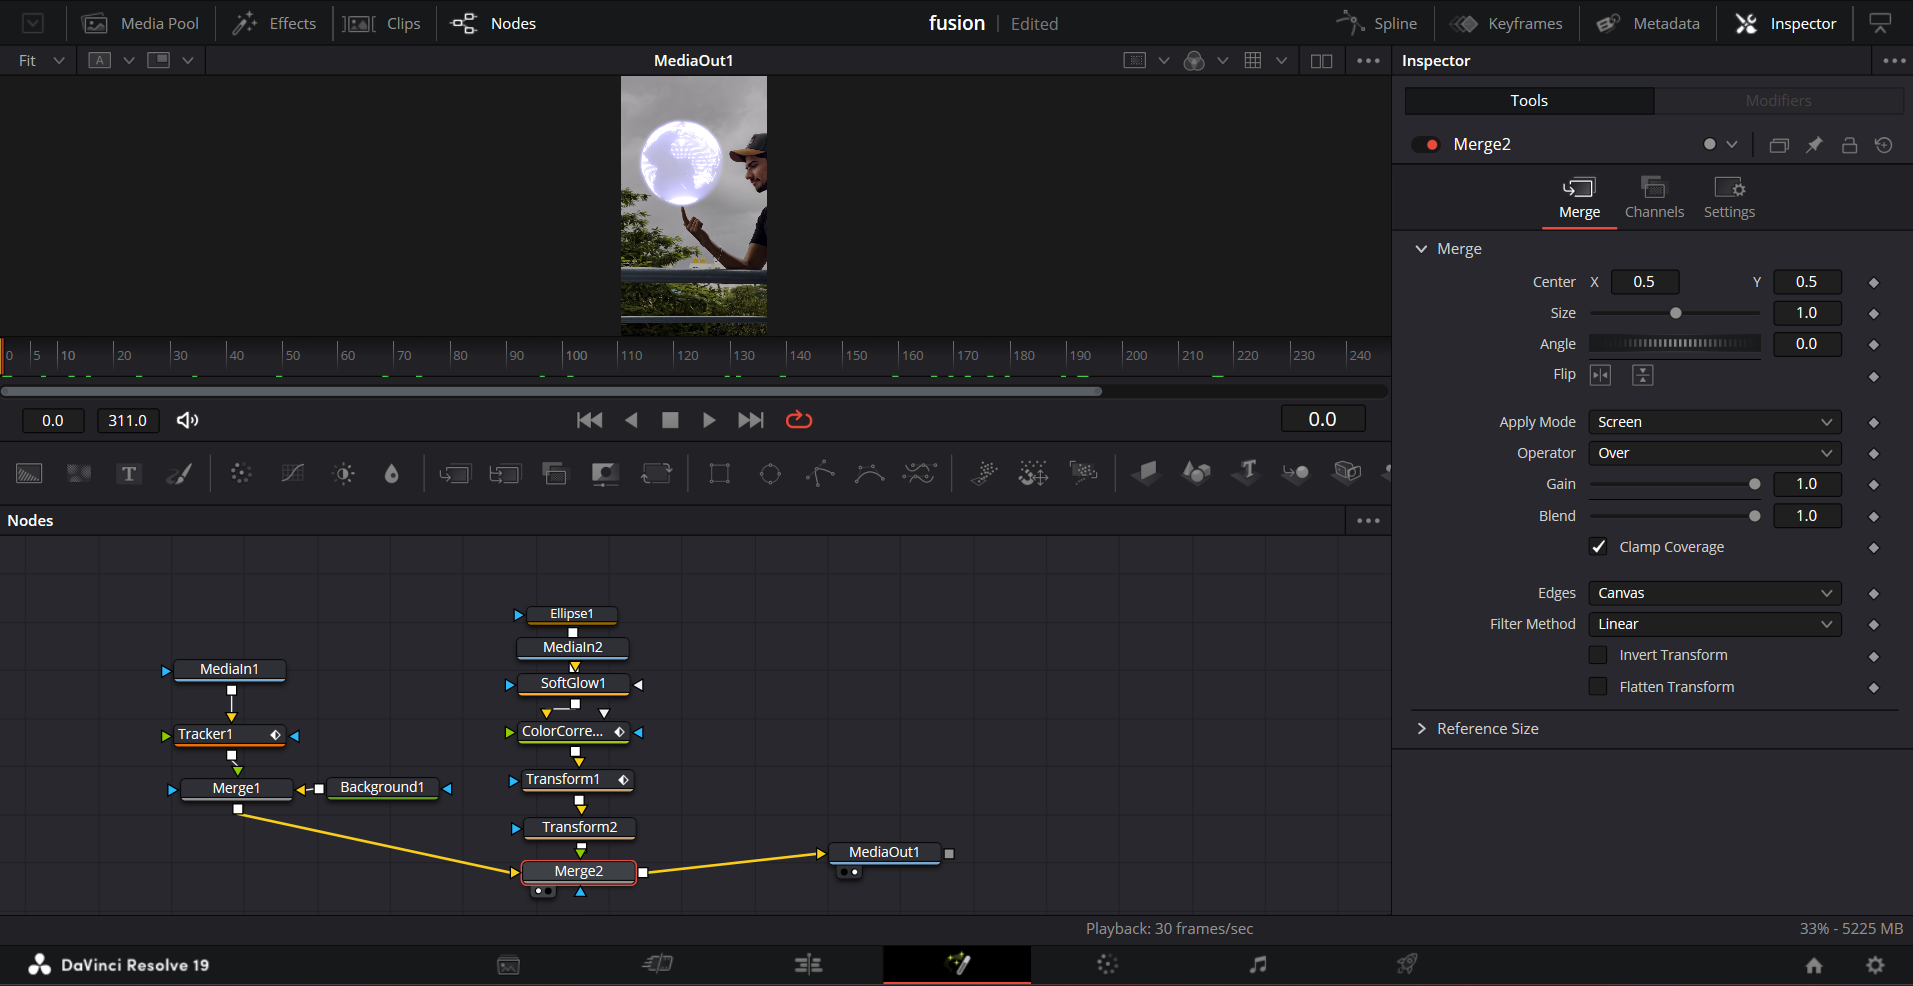 Media Pool
Effects
Clips
Nodes
fusion
Edited
Spline
Keyframes
Metadata
Inspector
Fit
A
MediaOut1
Inspector
Tools
Modifiers
Merge2
Merge
Channels
Settings
Merge
Center X 0.5 Y 0.5
Size 1.0
Angle 0.0
Flip
Apply Mode Screen
Operator Over
Gain 1.0
Blend 1.0
Clamp Coverage
Edges Canvas
Filter Method Linear
Invert Transform
Flatten Transform
Reference Size
0 5 10 20 30 40 50 60 70 80 90 100 110 120 130 140 150 160 170 180 190 200 210 220 230 240
0.0
311.0
0.0
T
T
Nodes
Ellipse1
MediaIn2
MediaIn1
SoftGlow1
Tracker1
ColorCorre...
Merge1
Background1
Transform1
Transform2
Merge2
MediaOut1
Playback: 30 frames/sec
33% - 5225 MB
DaVinci Resolve 19